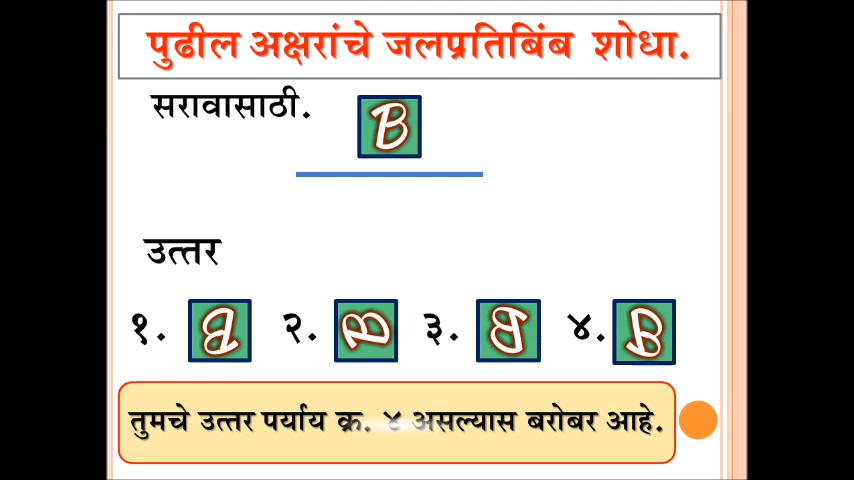 पुढील अक्षरांचे जलप्रतिबिंब शोधा.
सरावासाठी. B
उत्तर
१. २. ३. ४.
तुमचे उत्तर पर्याय क्र. ४ असल्यास बरोबर आहे.